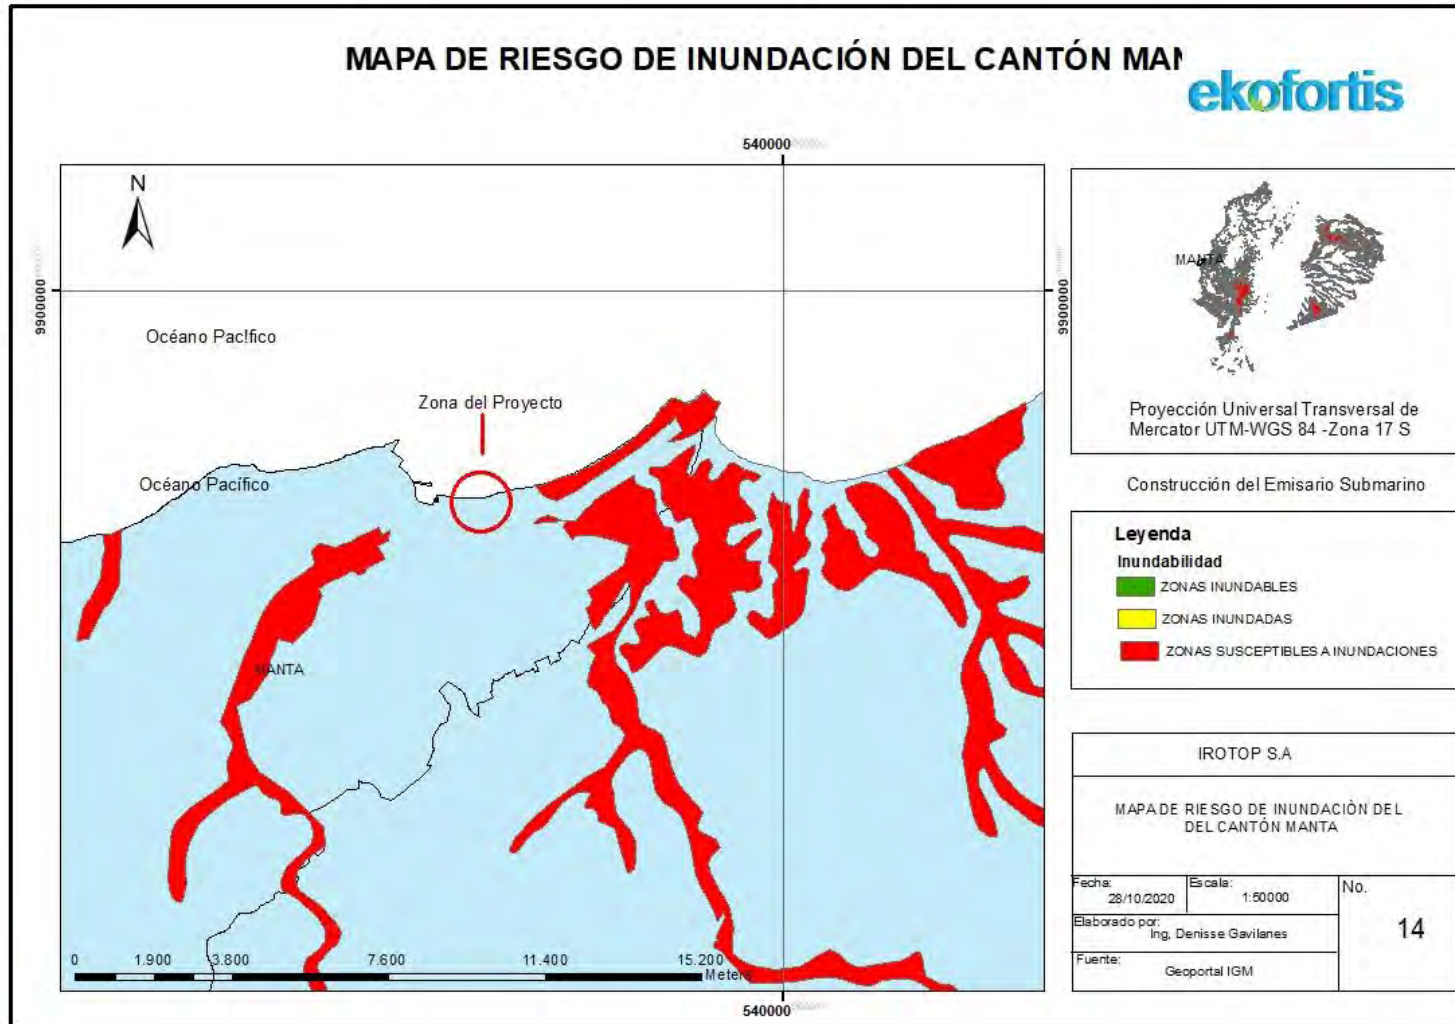 MAPA DE RIESGO DE INUNDACIÓN DEL CANTÓN MAN
ekofortis
540000
N
9900000
9900000
Océano Pac!fico
Zona del Proyecto
Océano Pacífico
MANTA
0 1.900 3.800 7.600 11.400 15.200
Meters
540000
MANTA
Proyección Universal Transversal de
Mercator UTM-WGS 84 -Zona 17 S
Construcción del Emisario Submarino
Leyenda
Inundabilidad
ZONAS INUNDABLES
ZONAS INUNDADAS
ZONAS SUSCEPTIBLES A INUNDACIONES
IROTOP S.A
MAPA DE RIESGO DE INUNDACIÒN DEL
DEL CANTÓN MANTA
Fecha:
28/10/2020
Escala:
1:50000
No.
14
Elaborado por:
Ing, Denisse Gavilanes
Fuente:
Geoportal IGM